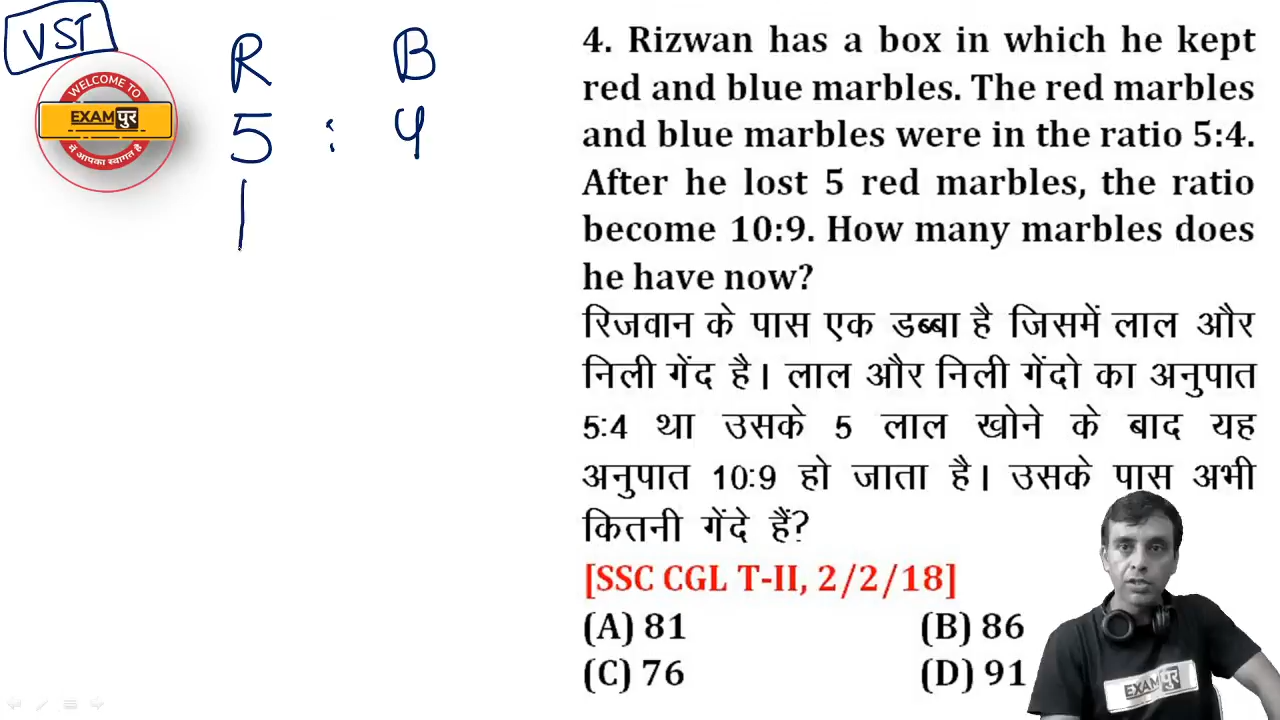 VST
WELCOME TO
EXAMपुर
में आपका स्वागत है
R B
5 : 4
1
4. Rizwan has a box in which he kept
red and blue marbles. The red marbles
and blue marbles were in the ratio 5:4.
After he lost 5 red marbles, the ratio
become 10:9. How many marbles does
he have now?
रिजवान के पास एक डब्बा है जिसमें लाल और
निली गेंद है। लाल और निली गेंदो का अनुपात
5:4 था उसके 5 लाल खोने के बाद यह
अनुपात 10:9 हो जाता है। उसके पास अभी
कितनी गेंदे हैं?
[SSC CGL T-II, 2/2/18]
(A) 81 (B) 86
(C) 76 (D) 91
EXAMपुर